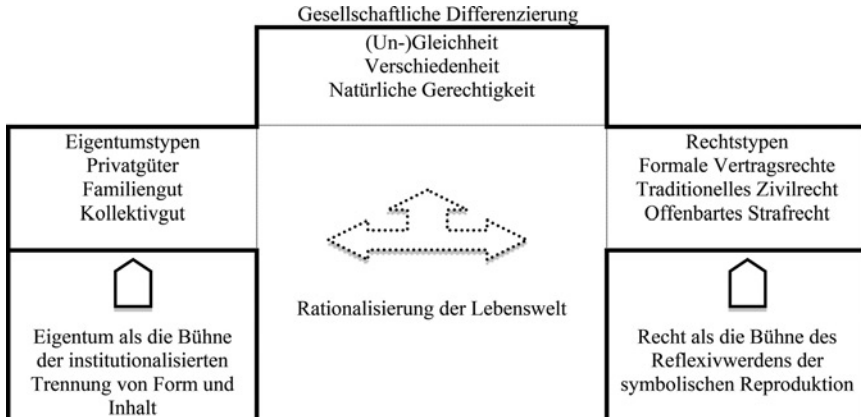 Gesellschaftliche Differenzierung
(Un-)Gleichheit
Verschiedenheit
Natürliche Gerechtigkeit
Eigentumstypen
Privatgüter
Familiengut
Kollektivgut
Rechtstypen
Formale Vertragsrechte
Traditionelles Zivilrecht
Offenbartes Strafrecht
Rationalisierung der Lebenswelt
Eigentum als die Bühne
der institutionalisierten
Trennung von Form und
Inhalt
Recht als die Bühne des
Reflexivwerdens der
symbolischen Reproduktion